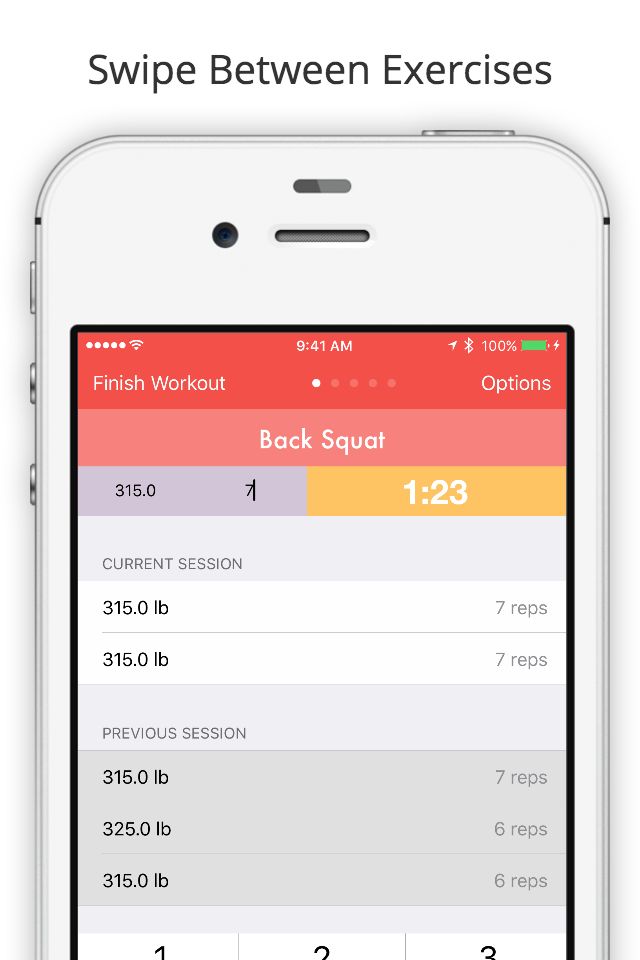 Swipe Between Exercises
9:41 AM 100%
Finish Workout Options
Back Squat
315.0 7 1:23
CURRENT SESSION
315.0 lb 7 reps
315.0 lb 7 reps
PREVIOUS SESSION
315.0 lb 7 reps
325.0 lb 6 reps
315.0 lb 6 reps
1 2 3